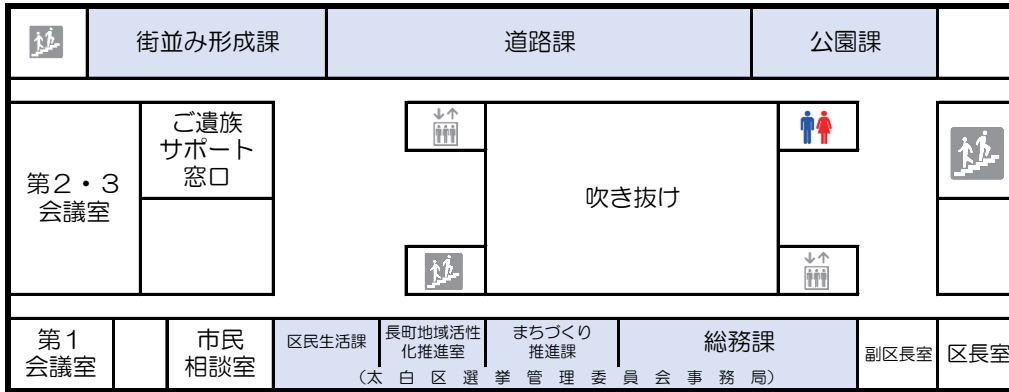 街並み形成課
道路課
公園課
ご遺族
サポート
窓口
第2・3
会議室
吹き抜け
第1
会議室
市民
相談室
区民生活課
長町地域活性
化推進室
まちづくり
推進課
総務課
(太白区選挙管理委員会事務局)
副区長室
区長室